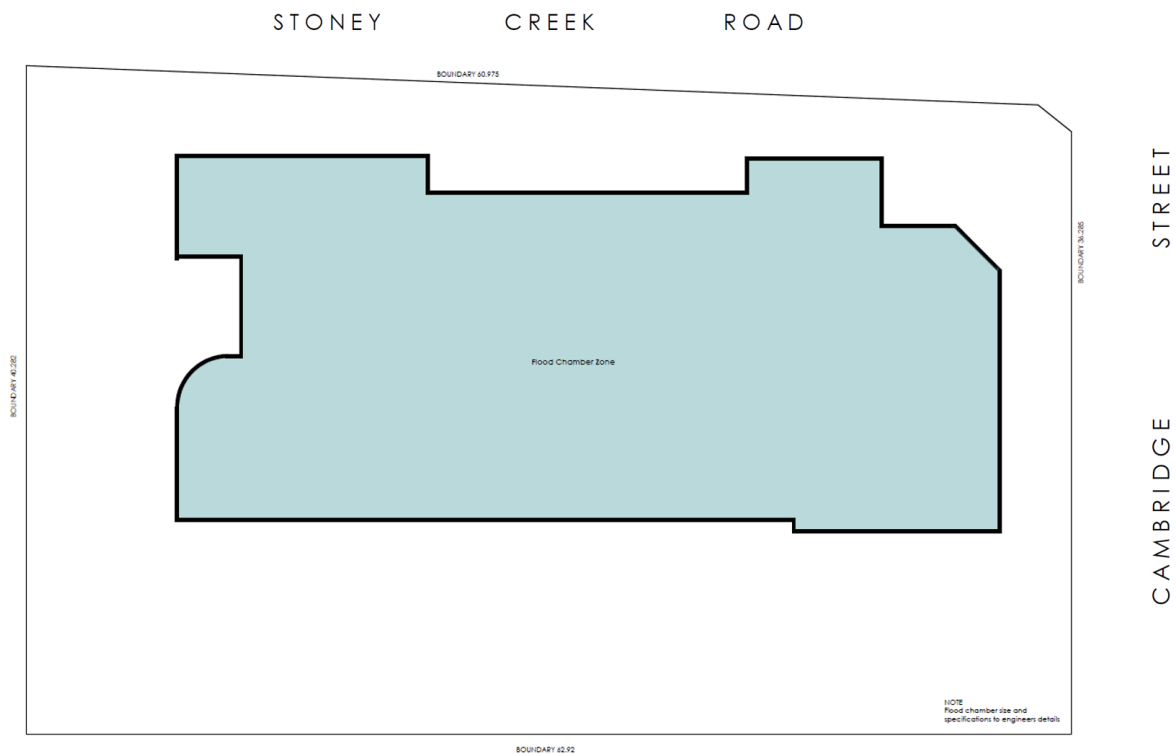 STONEY CREEK ROAD
BOUNDARY 60.975
STREET
BOUNDARY 36.285
Flood Chamber Zone
BOUNDARY 40.282
CAMBRIDGE
NOTE
Flood chamber size and
specifications to engineers details
BOUNDARY 62.92